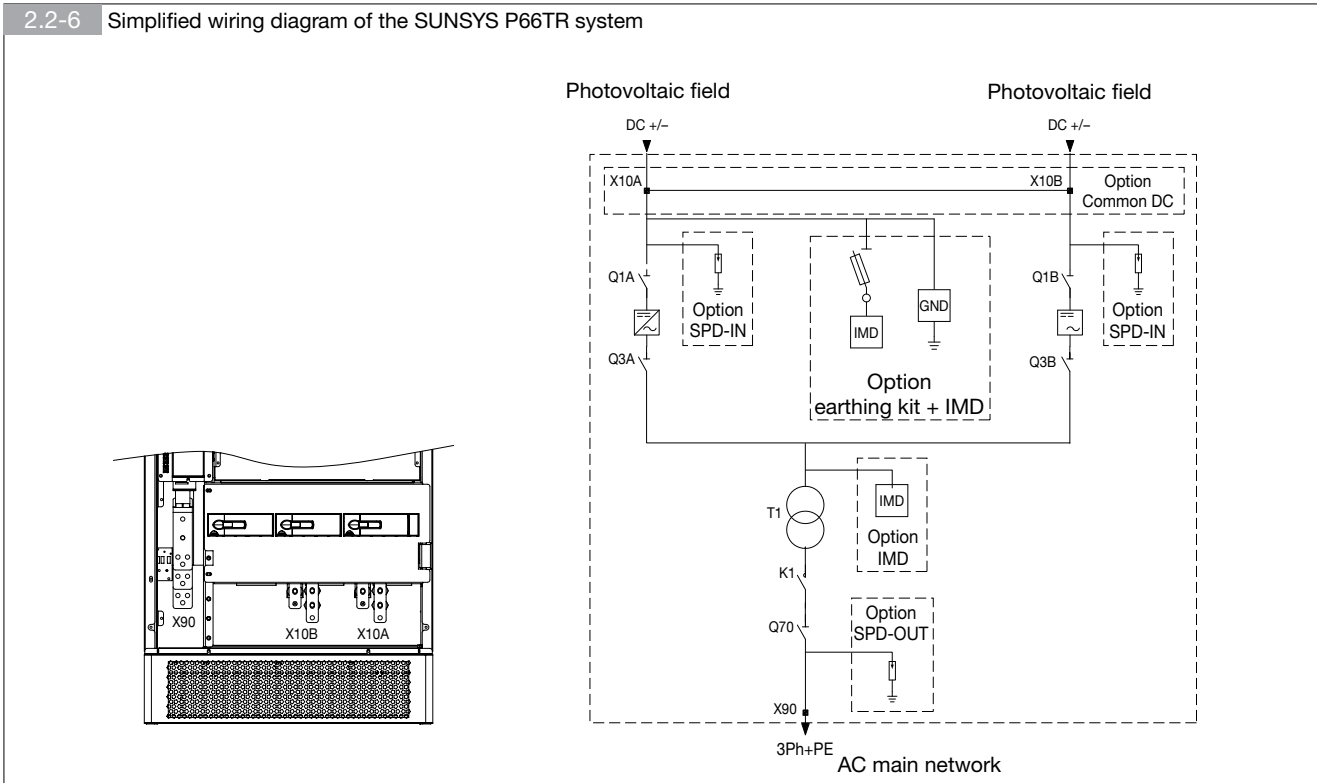 2.2-6 Simplified wiring diagram of the SUNSYS P66TR system
Photovoltaic field
Photovoltaic field
DC +/–
DC +/–
X10A
X10B
Option
Common DC
Q1A
Option
SPD-IN
IMD
GND
Option
earthing kit + IMD
Q1B
Option
SPD-IN
Q3A
Q3B
T1
IMD
Option
IMD
K1
Q70
Option
SPD-OUT
X90
3Ph+PE
AC main network
X90
X10B
X10A